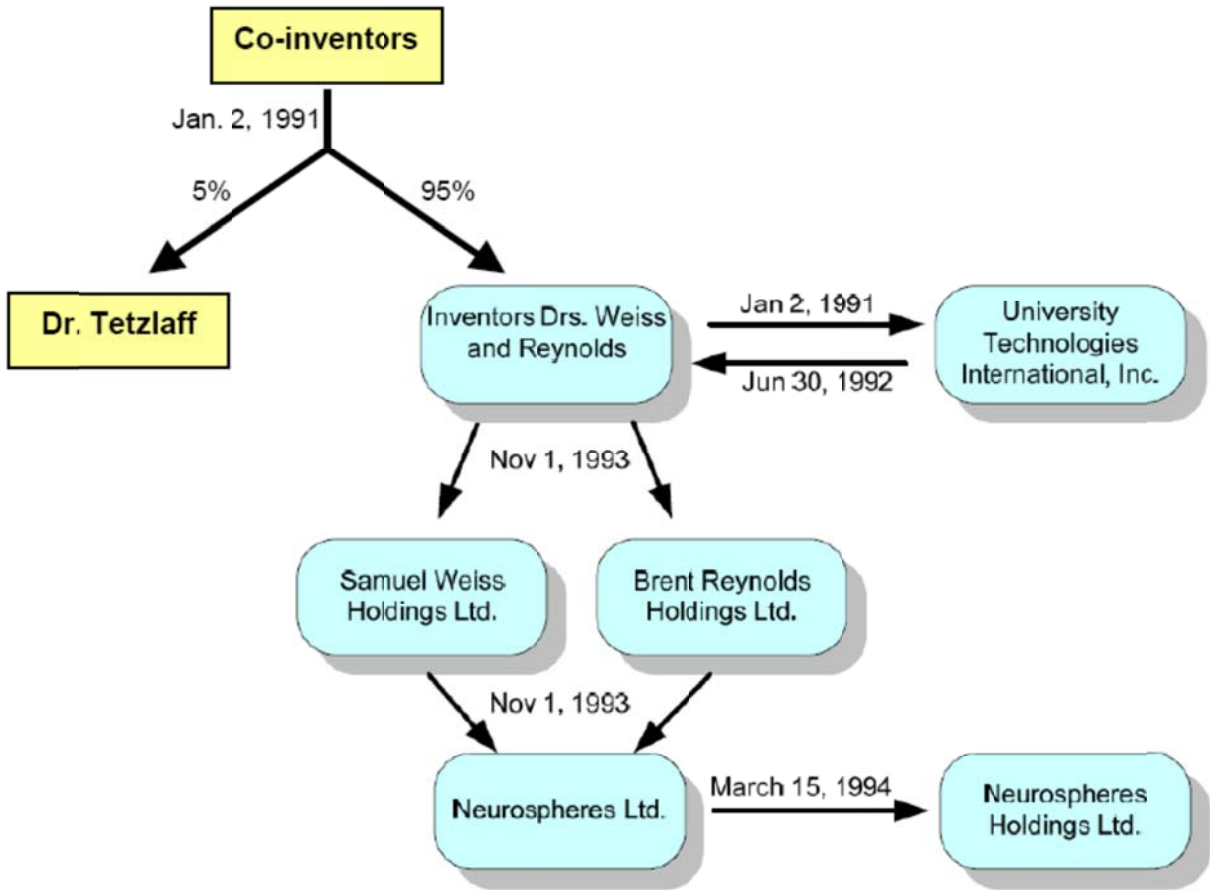 Co-inventors
Jan. 2, 1991
5%
95%
Dr. Tetzlaff
Inventors Drs. Weiss
and Reynolds
Jan 2, 1991
Jun 30, 1992
University
Technologies
International, Inc.
Nov 1, 1993
Samuel Weiss
Holdings Ltd.
Brent Reynolds
Holdings Ltd.
Nov 1, 1993
Neurospheres Ltd.
March 15, 1994
Neurospheres
Holdings Ltd.